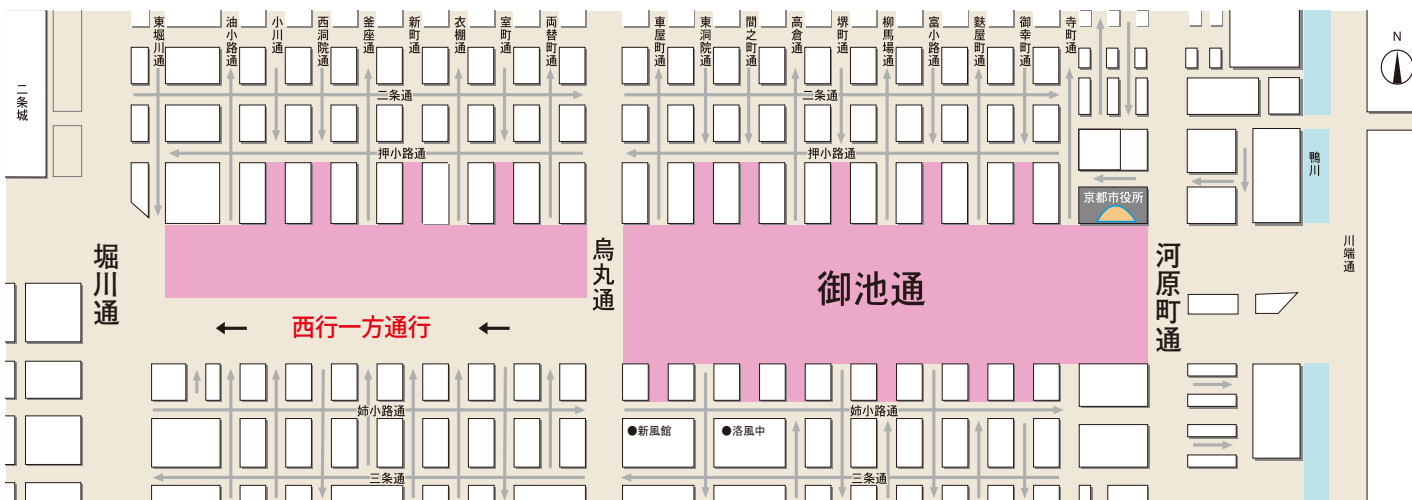 東堀川通
油小路通
小川通
西洞院通
釜座通
新町通
衣棚通
室町通
両替町通
車屋町通
東洞院通
間之町通
高倉通
堺町通
柳馬場通
富小路通
麩屋町通
御幸町通
寺町通
N
二条城
二条通
二条通
押小路通
押小路通
鴨川
京都市役所
堀川通
烏丸通
御池通
河原町通
川端通
西行一方通行
姉小路通
姉小路通
●新風館
●洛風中
三条通
三条通